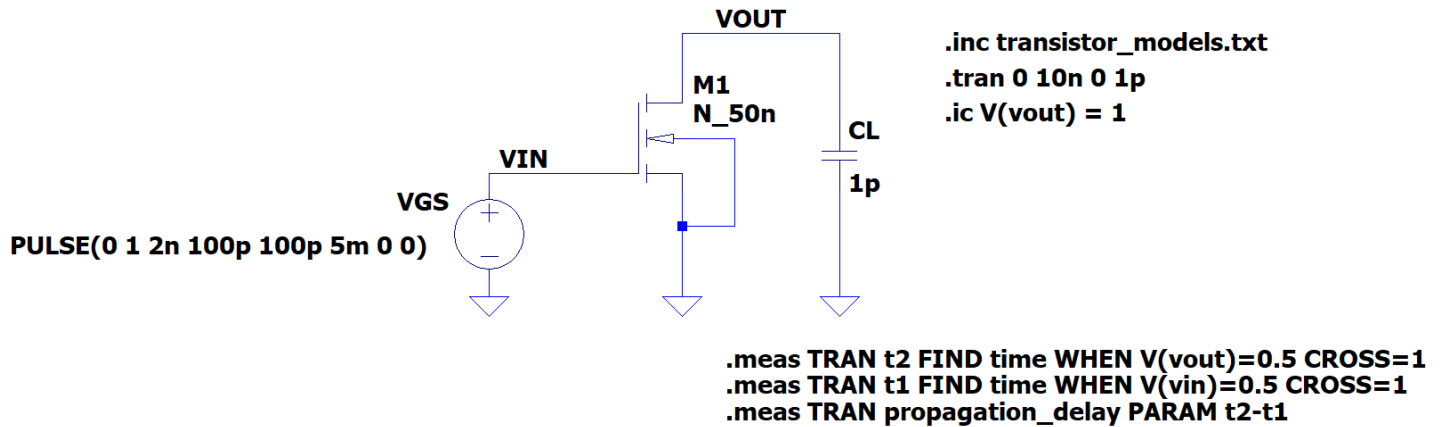 VOUT
.inc transistor_models.txt
.tran 0 10n 0 1p
.ic V(vout) = 1
M1
N_50n
CL
1p
VIN
VGS
PULSE(0 1 2n 100p 100p 5m 0 0)
.meas TRAN t2 FIND time WHEN V(vout)=0.5 CROSS=1
.meas TRAN t1 FIND time WHEN V(vin)=0.5 CROSS=1
.meas TRAN propagation_delay PARAM t2-t1